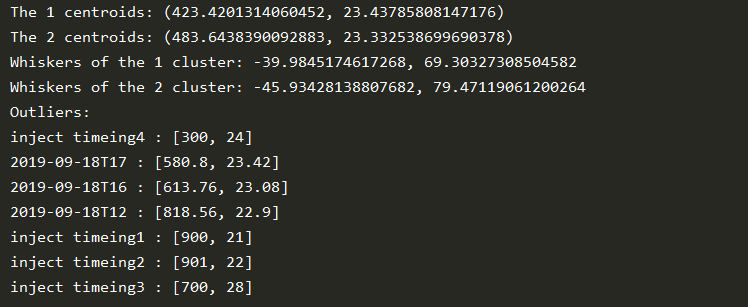 The 1 centroids: (423.4201314060452, 23.43785808147176)
The 2 centroids: (483.6438390092883, 23.332538699690378)
Whiskers of the 1 cluster: -39.9845174617268, 69.30327308504582
Whiskers of the 2 cluster: -45.93428138807682, 79.47119061200264
Outliers:
inject timeing4 : [300, 24]
2019-09-18T17 : [580.8, 23.42]
2019-09-18T16 : [613.76, 23.08]
2019-09-18T12 : [818.56, 22.9]
inject timeing1 : [900, 21]
inject timeing2 : [901, 22]
inject timeing3 : [700, 28]